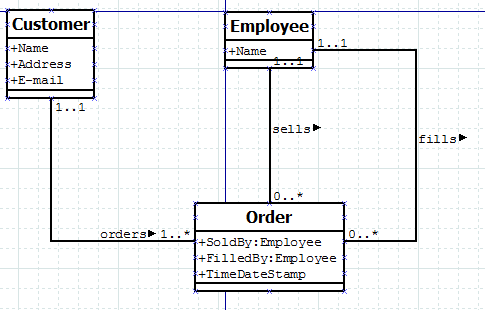 Customer
+Name
+Address
+E-mail
1..1
Employee
+Name
1..1
1..1
sells
fills
0..*
orders
1..*
Order
+SoldBy:Employee
+FilledBy:Employee
+TimeDateStamp
0..*